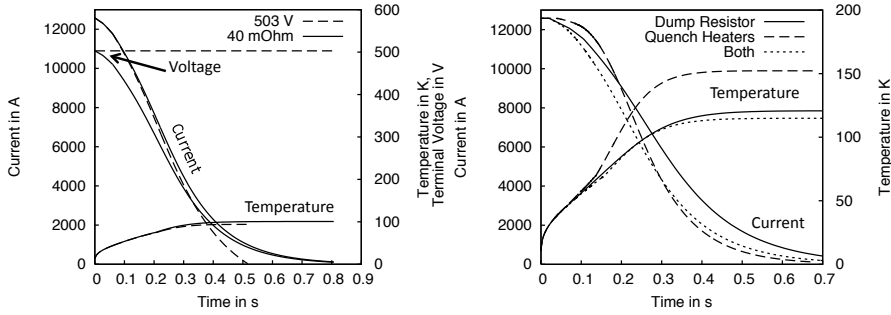 503 V
40 mOhm
Voltage
Current
Temperature
12000
10000
8000
6000
4000
2000
0
600
500
400
300
200
100
0
0
0.1
0.2
0.3
0.4
0.5
0.6
0.7
0.8
0.9
Current in A
Temperature in K,
Terminal Voltage in V
Time in s
Dump Resistor
Quench Heaters
Both
Temperature
Current
12000
10000
8000
6000
4000
2000
0
200
150
100
50
0
0
0.1
0.2
0.3
0.4
0.5
0.6
0.7
Current in A
Temperature in K
Time in s